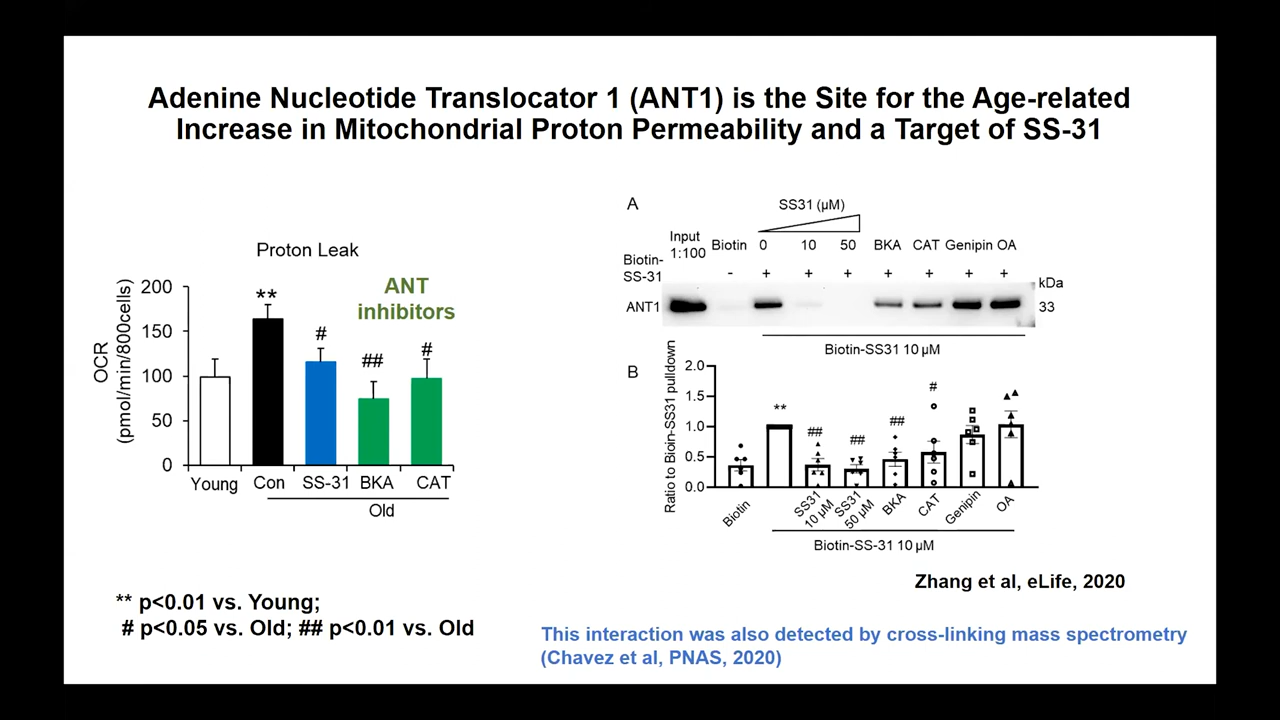 Adenine Nucleotide Translocator 1 (ANT1) is the Site for the Age-related
Increase in Mitochondrial Proton Permeability and a Target of SS-31
Proton Leak
ANT
inhibitors
OCR
(pmol/min/800cells)
200
150
100
50
0
**
#
##
#
Young
Con
SS-31
BKA
CAT
Old
** p<0.01 vs. Young;
# p<0.05 vs. Old; ## p<0.01 vs. Old
A
SS31 (µM)
Input
1:100
Biotin
0
10
50
BKA
CAT
Genipin
OA
Biotin-
SS-31
- + + + + + + +
kDa
ANT1
33
Biotin-SS31 10 µM
B
Ratio to Bioin-SS31 pulldown
2.0
1.5
1.0
0.5
0.0
**
##
##
##
#
Biotin
SS31
10 µM
SS31
50 µM
BKA
CAT
Genipin
OA
Biotin-SS-31 10 µM
Zhang et al, eLife, 2020
This interaction was also detected by cross-linking mass spectrometry
(Chavez et al, PNAS, 2020)